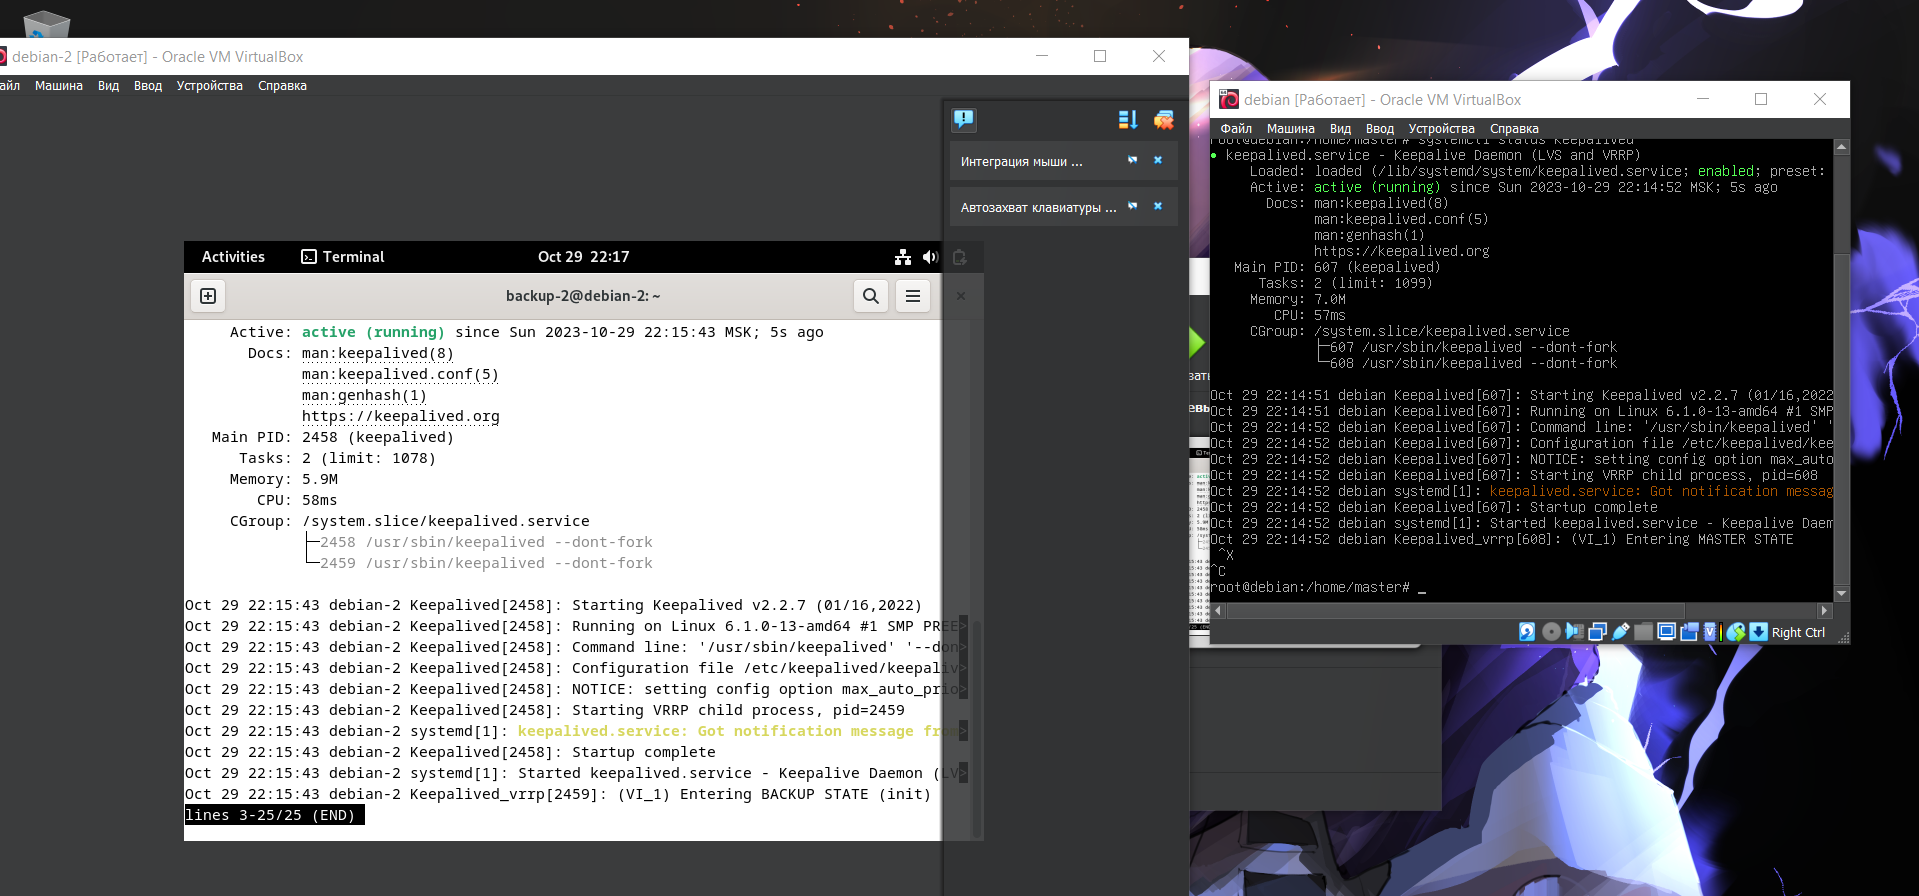 debian-2 [Работает] - Oracle VM VirtualBox
айл Машина Вид Ввод Устройства Справка
Интеграция мыши ...
Автозахват клавиатуры ...
Activities Terminal Oct 29 22:17
backup-2@debian-2: ~
Active: active (running) since Sun 2023-10-29 22:15:43 MSK; 5s ago
Docs: man:keepalived(8)
man:keepalived.conf(5)
man:genhash(1)
https://keepalived.org
Main PID: 2458 (keepalived)
Tasks: 2 (limit: 1078)
Memory: 5.9M
CPU: 58ms
CGroup: /system.slice/keepalived.service
├─2458 /usr/sbin/keepalived --dont-fork
└─2459 /usr/sbin/keepalived --dont-fork
Oct 29 22:15:43 debian-2 Keepalived[2458]: Starting Keepalived v2.2.7 (01/16,2022)
Oct 29 22:15:43 debian-2 Keepalived[2458]: Running on Linux 6.1.0-13-amd64 #1 SMP PREE>
Oct 29 22:15:43 debian-2 Keepalived[2458]: Command line: '/usr/sbin/keepalived' '--don>
Oct 29 22:15:43 debian-2 Keepalived[2458]: Configuration file /etc/keepalived/keepaliv>
Oct 29 22:15:43 debian-2 Keepalived[2458]: NOTICE: setting config option max_auto_prio>
Oct 29 22:15:43 debian-2 Keepalived[2458]: Starting VRRP child process, pid=2459
Oct 29 22:15:43 debian-2 systemd[1]: keepalived.service: Got notification message fro>
Oct 29 22:15:43 debian-2 Keepalived[2458]: Startup complete
Oct 29 22:15:43 debian-2 systemd[1]: Started keepalived.service - Keepalive Daemon (LV>
Oct 29 22:15:43 debian-2 Keepalived_vrrp[2459]: (VI_1) Entering BACKUP STATE (init)
lines 3-25/25 (END)
debian [Работает] - Oracle VM VirtualBox
Файл Машина Вид Ввод Устройства Справка
root@debian:/home/master# systemctl status keepalived
● keepalived.service - Keepalive Daemon (LVS and VRRP)
Loaded: loaded (/lib/systemd/system/keepalived.service; enabled; preset:
Active: active (running) since Sun 2023-10-29 22:14:52 MSK; 5s ago
Docs: man:keepalived(8)
man:keepalived.conf(5)
man:genhash(1)
https://keepalived.org
Main PID: 607 (keepalived)
Tasks: 2 (limit: 1099)
Memory: 7.0M
CPU: 57ms
CGroup: /system.slice/keepalived.service
├─607 /usr/sbin/keepalived --dont-fork
└─608 /usr/sbin/keepalived --dont-fork
Oct 29 22:14:51 debian Keepalived[607]: Starting Keepalived v2.2.7 (01/16,2022
Oct 29 22:14:51 debian Keepalived[607]: Running on Linux 6.1.0-13-amd64 #1 SMP
Oct 29 22:14:52 debian Keepalived[607]: Command line: '/usr/sbin/keepalived' '
Oct 29 22:14:52 debian Keepalived[607]: Configuration file /etc/keepalived/kee
Oct 29 22:14:52 debian Keepalived[607]: NOTICE: setting config option max_auto
Oct 29 22:14:52 debian Keepalived[607]: Starting VRRP child process, pid=608
Oct 29 22:14:52 debian systemd[1]: keepalived.service: Got notification messag
Oct 29 22:14:52 debian Keepalived[607]: Startup complete
Oct 29 22:14:52 debian systemd[1]: Started keepalived.service - Keepalive Daem
Oct 29 22:14:52 debian Keepalived_vrrp[608]: (VI_1) Entering MASTER STATE
^X
^C
root@debian:/home/master# _
Right Ctrl